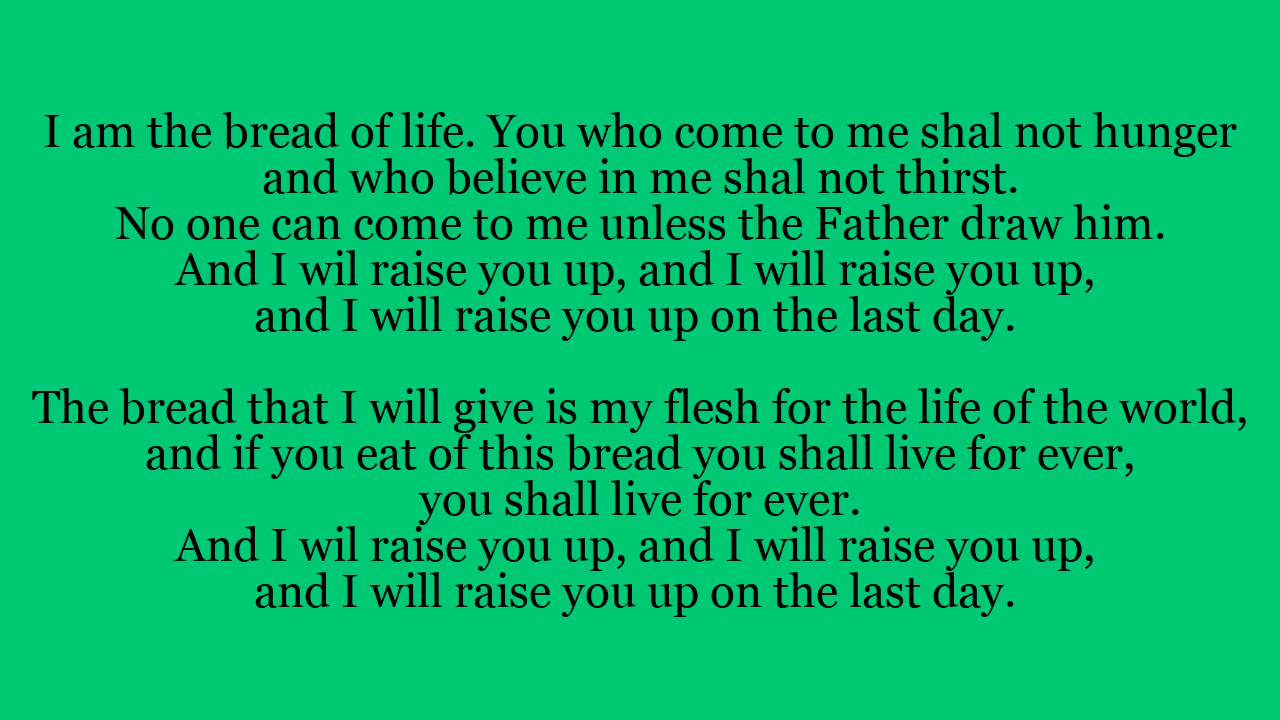 I am the bread of life. You who come to me shal not hunger
and who believe in me shal not thirst.
No one can come to me unless the Father draw him.
And I wil raise you up, and I will raise you up,
and I will raise you up on the last day.
The bread that I will give is my flesh for the life of the world,
and if you eat of this bread you shall live for ever,
you shall live for ever.
And I wil raise you up, and I will raise you up,
and I will raise you up on the last day.